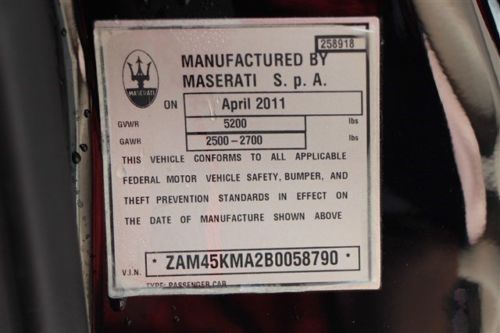 258918
MANUFACTURED BY
MASERATI S. p. A.
MASERATI
ON April 2011
GVWR 5200 lbs
GAWR 2500-2700 lbs
THIS VEHICLE CONFORMS TO ALL APPLICABLE
FEDERAL MOTOR VEHICLE SAFETY, BUMPER, AND
THEFT PREVENTION STANDARDS IN EFFECT ON
THE DATE OF MANUFACTURE SHOWN ABOVE
V.I.N. * ZAM45KMA2B0058790 *
TYPE: PASSENGER CAR